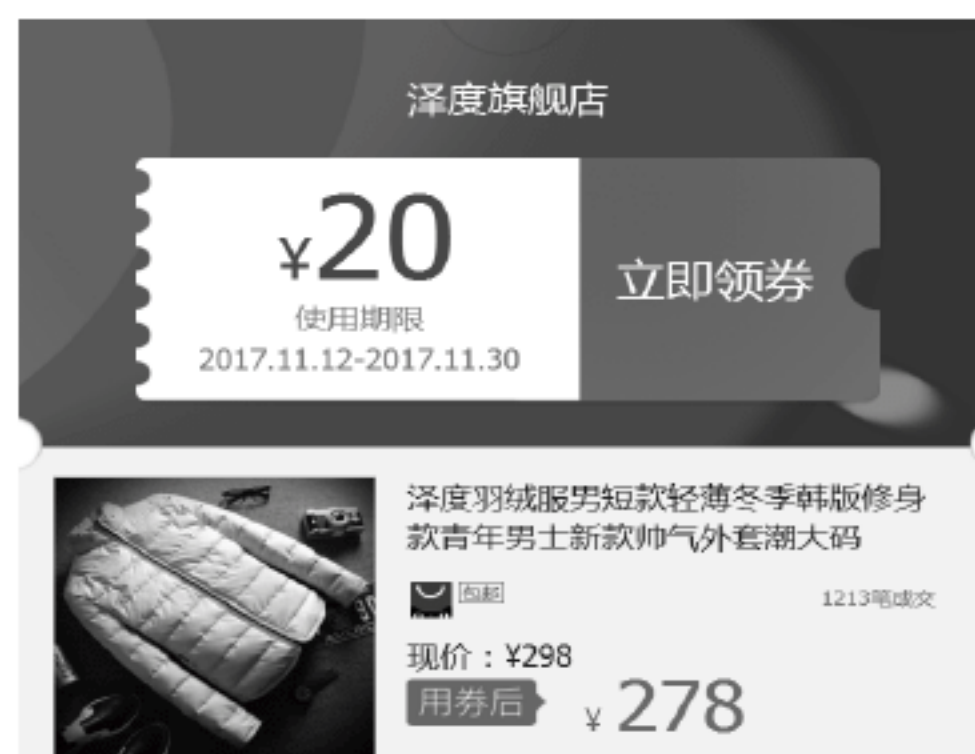 泽度旗舰店
¥20
立即领券
使用期限
2017.11.12-2017.11.30
泽度羽绒服男短款轻薄冬季韩版修身
款青年男士新款帅气外套潮大码
包邮
1213笔成交
现价：¥298
用券后 ¥ 278